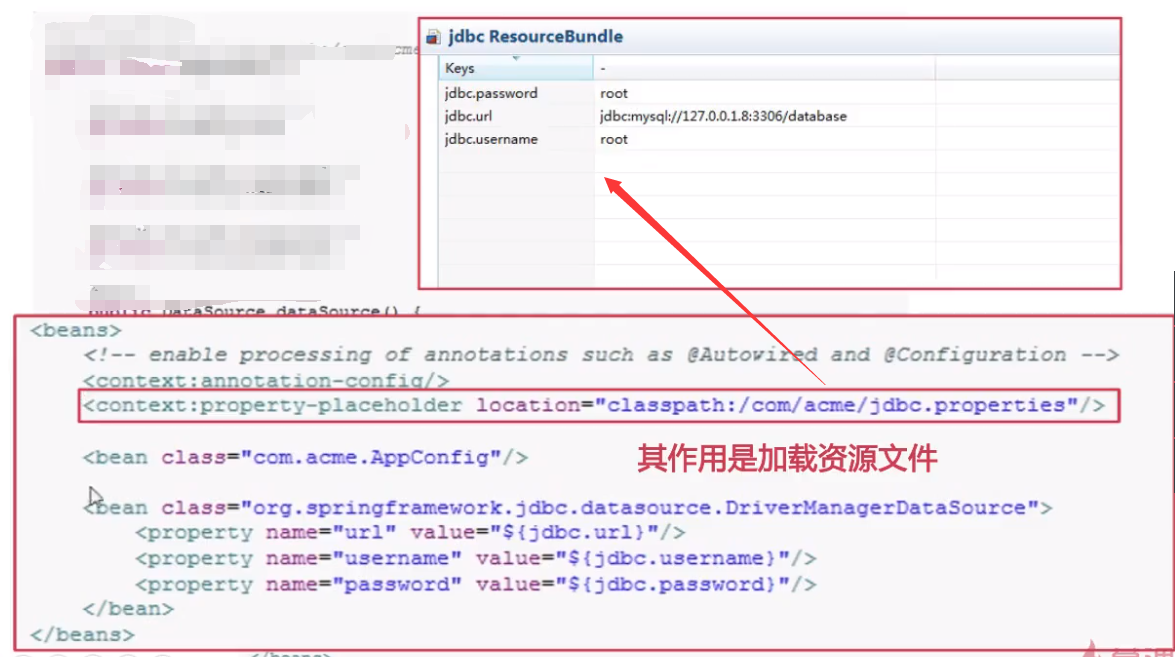 jdbc ResourceBundle
Keys -
jdbc.password root
jdbc.url jdbc:mysql://127.0.0.1.8:3306/database
jdbc.username root
public DataSource dataSource() {
<beans>
<!-- enable processing of annotations such as @Autowired and @Configuration -->
<context:annotation-config/>
<context:property-placeholder location="classpath:/com/acme/jdbc.properties"/>
<bean class="com.acme.AppConfig"/>
其作用是加载资源文件
<bean class="org.springframework.jdbc.datasource.DriverManagerDataSource">
<property name="url" value="${jdbc.url}"/>
<property name="username" value="${jdbc.username}"/>
<property name="password" value="${jdbc.password}"/>
</bean>
</beans>